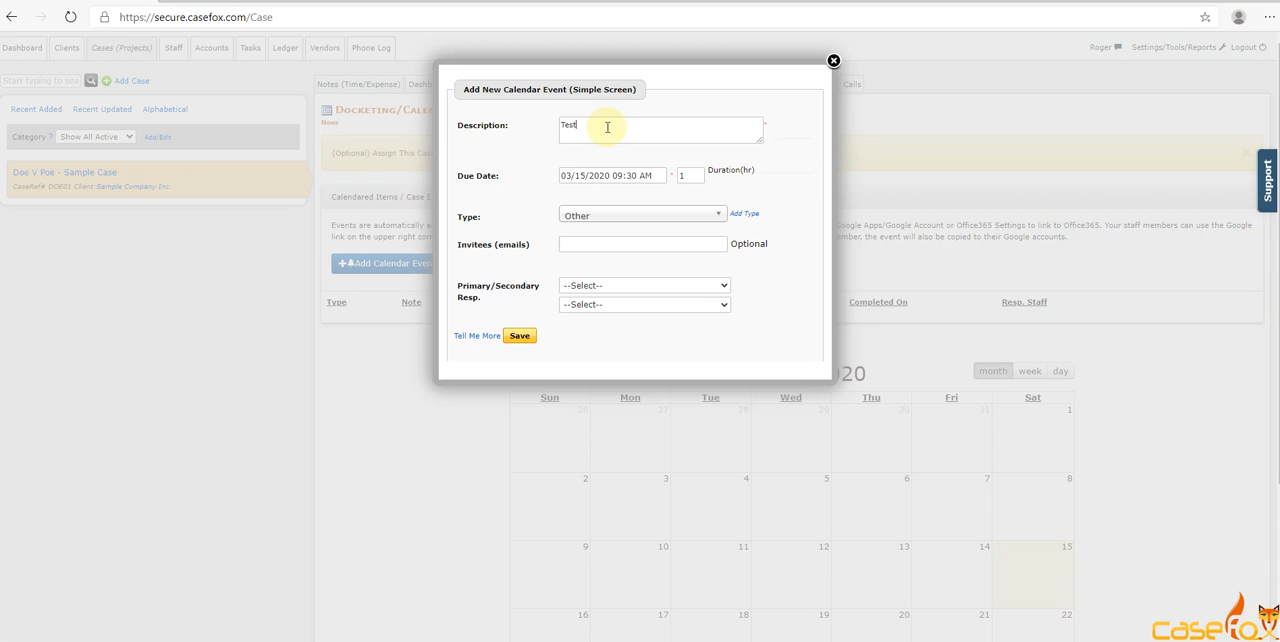 https://secure.casefox.com/Case
Dashboard Clients Cases (Projects) Staff Accounts Tasks Ledger Vendors Phone Log
Roger Settings/Tools/Reports Logout
Start typing to sea Add Case
Recent Added Recent Updated Alphabetical
Category ? Show All Active Add/Edit
Doe V Poe - Sample Case
CaseRef# DOE01 Client: Sample Company Inc.
Notes (Time/Expense) Dashb Calls
Docketing/Cale
None
(Optional) Assign This Cas
Calendared Items / Case E
Events are automatically Google Apps/Google Account or Office365 Settings to link to Office365. Your staff members can use the Google
link on the upper right corn mber, the event will also be copied to their Google accounts.
Add Calendar Even
Type Note Completed On Resp. Staff
Add New Calendar Event (Simple Screen)
Description: Test *
Due Date: 03/15/2020 09:30 AM * 1 Duration(hr)
Type: Other Add Type
Invitees (emails) Optional
Primary/Secondary Resp. --Select--
--Select--
Tell Me More Save
020
month week day
Sun Mon Tue Wed Thu Fri Sat
26 27 28 29 30 31 1
2 3 4 5 6 7 8
9 10 11 12 13 14 15
16 17 18 19 20 21 22
Support
casefox